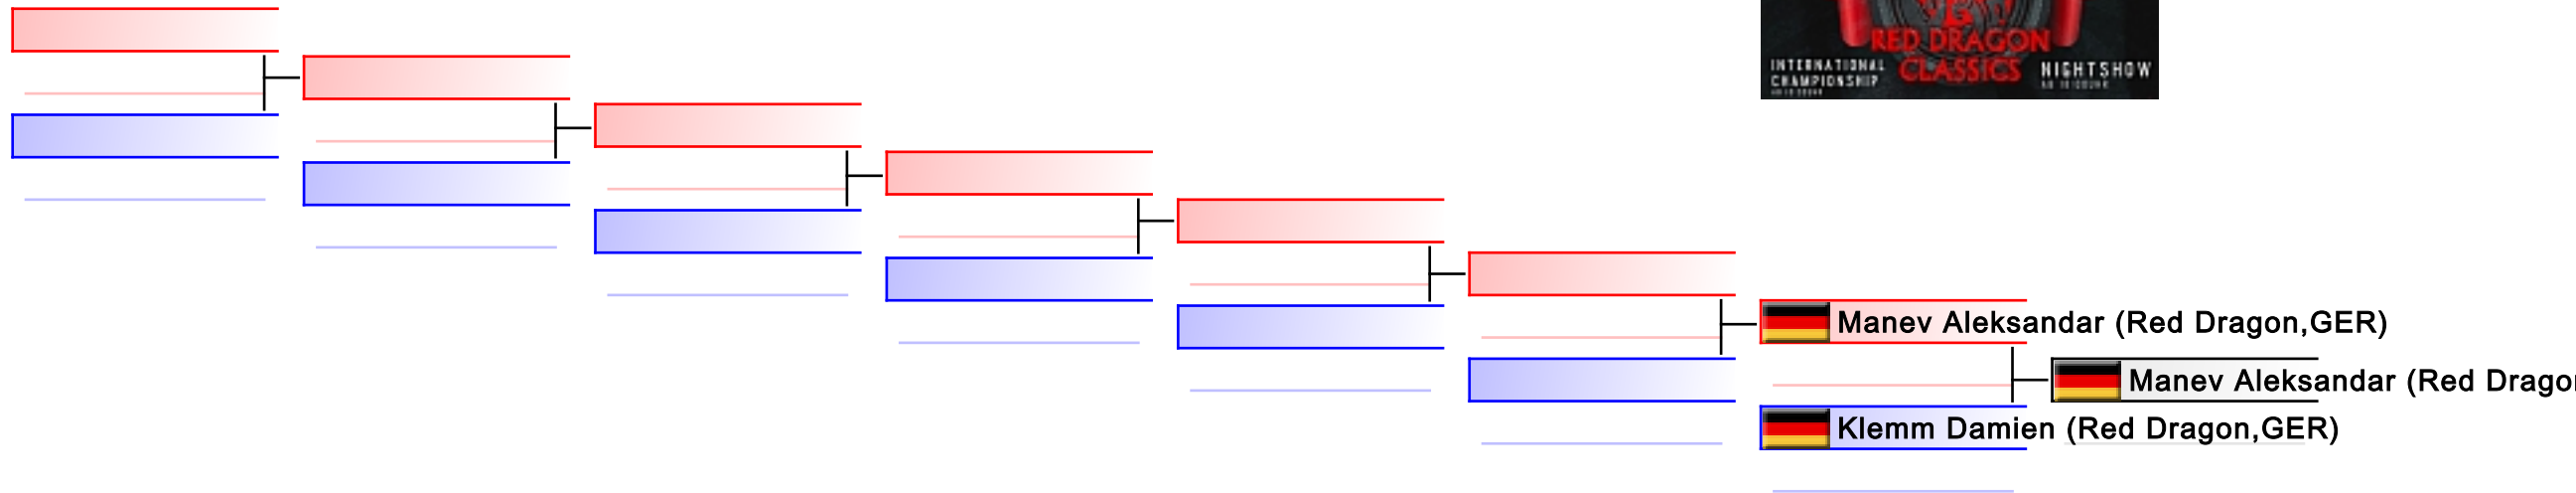 RED DRAGON
CLASSICS
INTERNATIONAL
CHAMPIONSHIP
NIGHTSHOW
Manev Aleksandar (Red Dragon,GER)
Manev Aleksandar (Red Drago
Klemm Damien (Red Dragon,GER)